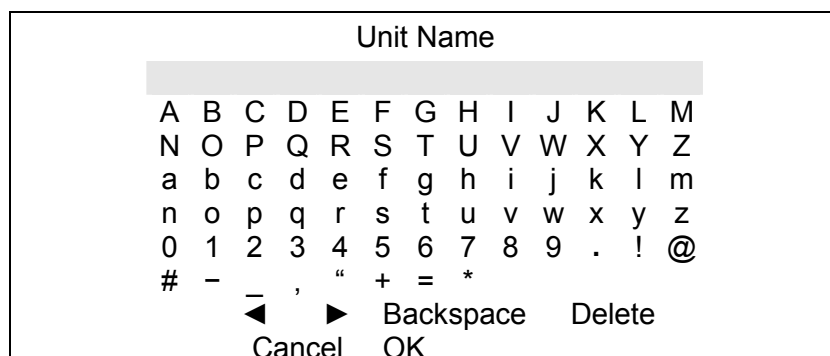 Unit Name
A B C D E F G H I J K L M
N O P Q R S T U V W X Y Z
a b c d e f g h i j k l m
n o p q r s t u v w x y z
0 1 2 3 4 5 6 7 8 9 . ! @
# − _ , “ + = *
◄ ► Backspace Delete
Cancel OK